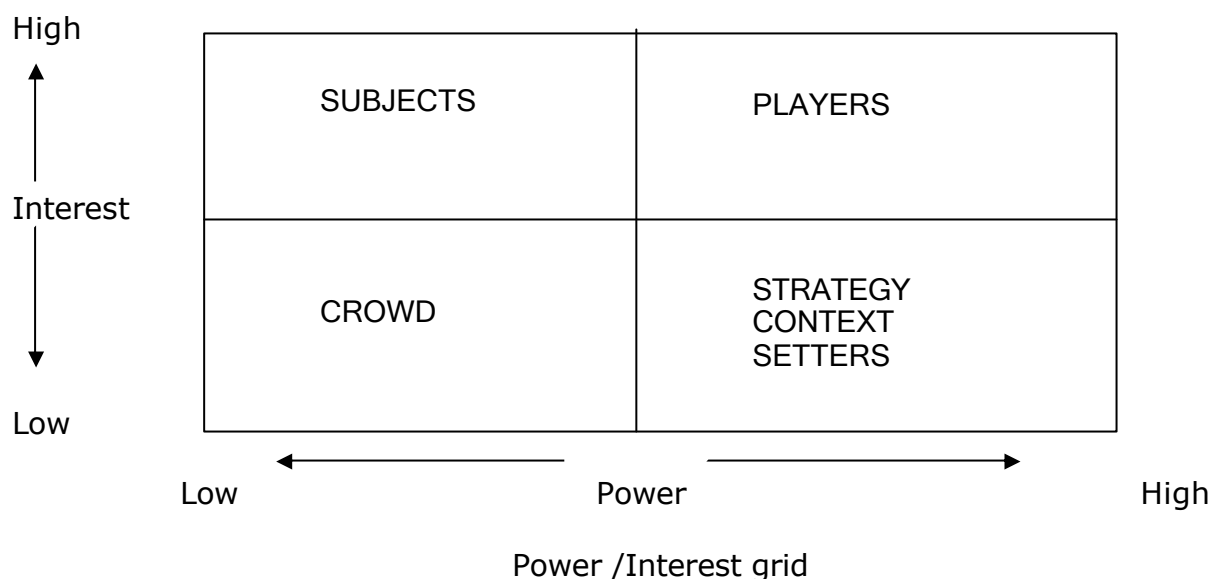 High
SUBJECTS
PLAYERS
Interest
CROWD
STRATEGY
CONTEXT
SETTERS
Low
Low
Power
High
Power /Interest grid